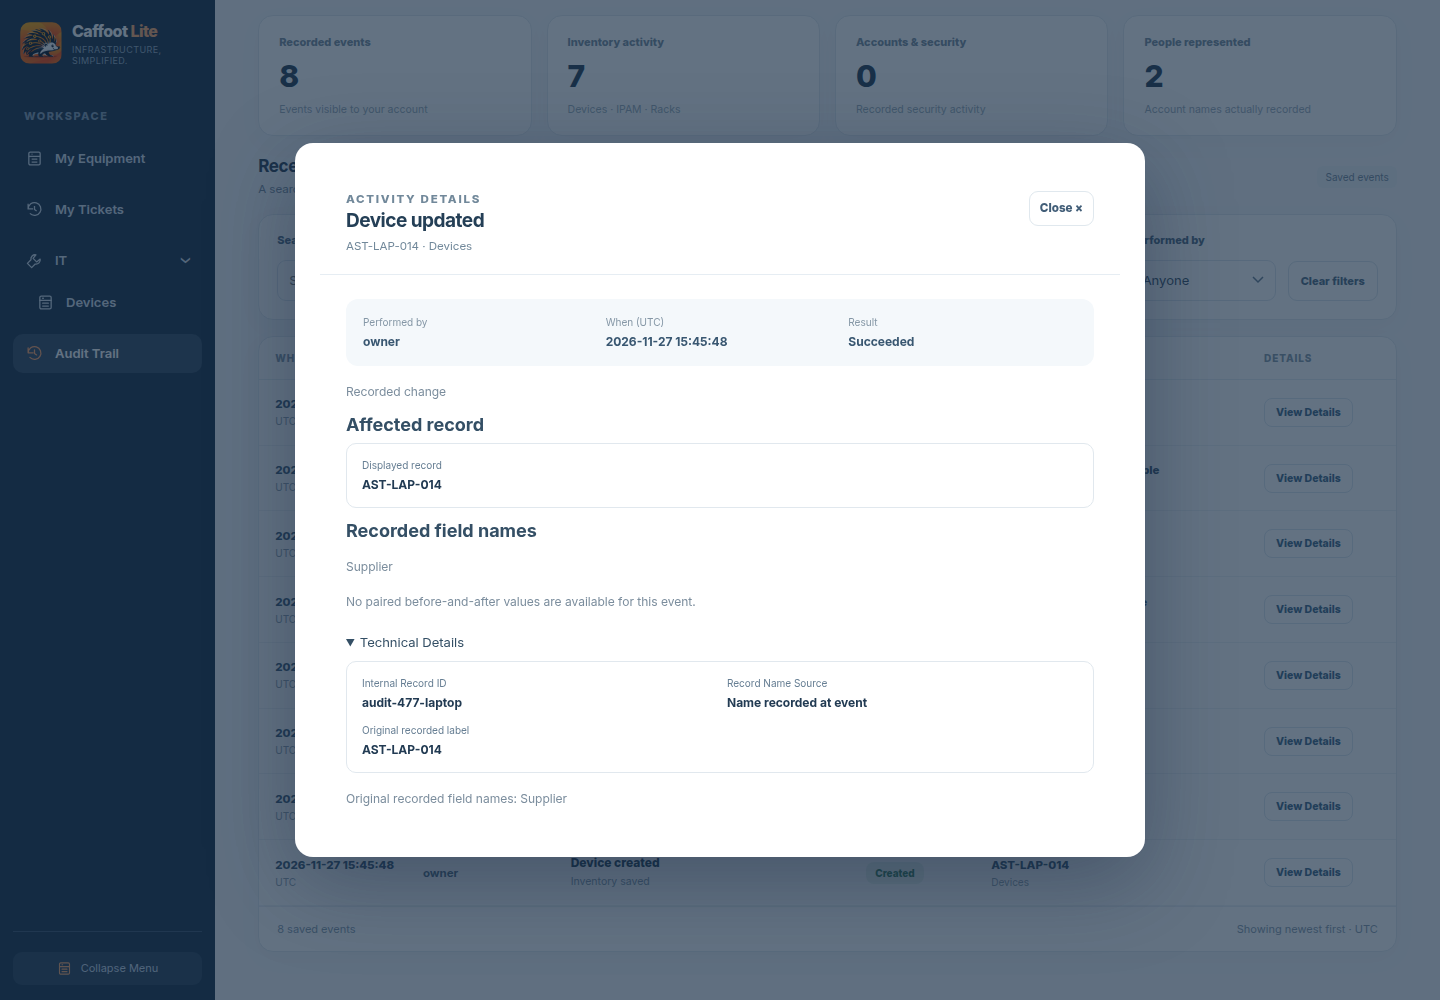 Caffoot Lite
INFRASTRUCTURE,
SIMPLIFIED.
WORKSPACE
My Equipment
My Tickets
IT
Devices
Audit Trail
Collapse Menu
Recorded events
8
Events visible to your account
Inventory activity
7
Devices · IPAM · Racks
Accounts & security
0
Recorded security activity
People represented
2
Account names actually recorded
Saved events
Anyone
Clear filters
DETAILS
View Details
View Details
View Details
View Details
View Details
View Details
View Details
ACTIVITY DETAILS
Device updated
AST-LAP-014 · Devices
Close ×
Performed by
owner
When (UTC)
2026-11-27 15:45:48
Result
Succeeded
Recorded change
Affected record
Displayed record
AST-LAP-014
Recorded field names
Supplier
No paired before-and-after values are available for this event.
▼ Technical Details
Internal Record ID
audit-477-laptop
Record Name Source
Name recorded at event
Original recorded label
AST-LAP-014
Original recorded field names: Supplier
2026-11-27 15:45:48
UTC
owner
Device created
Inventory saved
Created
AST-LAP-014
Devices
View Details
8 saved events
Showing newest first · UTC